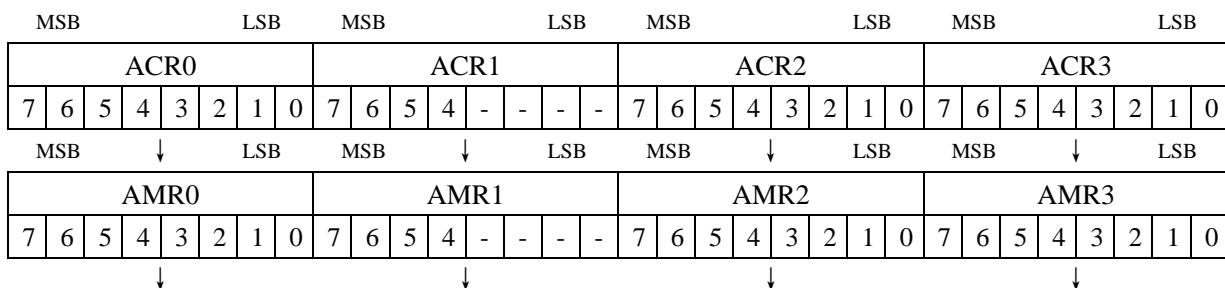 MSB LSB MSB LSB MSB LSB MSB LSB
ACR0 ACR1 ACR2 ACR3
7 6 5 4 3 2 1 0 7 6 5 4 - - - - 7 6 5 4 3 2 1 0 7 6 5 4 3 2 1 0
MSB ↓ LSB MSB ↓ LSB MSB ↓ LSB MSB ↓ LSB
AMR0 AMR1 AMR2 AMR3
7 6 5 4 3 2 1 0 7 6 5 4 - - - - 7 6 5 4 3 2 1 0 7 6 5 4 3 2 1 0
↓ ↓ ↓ ↓